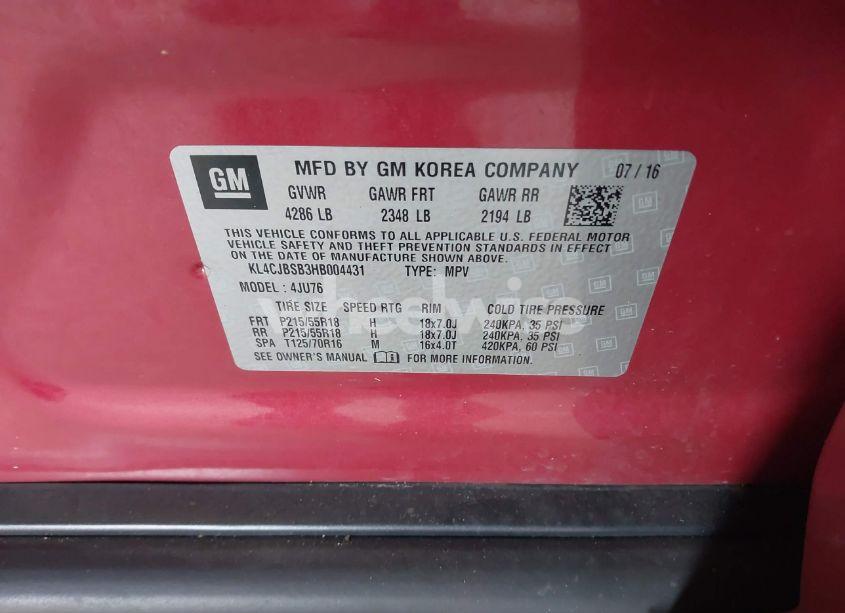 GM MFD BY GM KOREA COMPANY 07 / 16
GVWR GAWR FRT GAWR RR
4286 LB 2348 LB 2194 LB
THIS VEHICLE CONFORMS TO ALL APPLICABLE U.S. FEDERAL MOTOR
VEHICLE SAFETY AND THEFT PREVENTION STANDARDS IN EFFECT
ON THE DATE OF MANUFACTURE SHOWN ABOVE.
KL4CJBSB3HB004431 TYPE: MPV
MODEL : 4JU76
wheelwise
TIRE SIZE SPEED RTG RIM COLD TIRE PRESSURE
FRT P215/55R18 H 18x7.0J 240KPA, 35 PSI
RR P215/55R18 H 18x7.0J 240KPA, 35 PSI
SPA T125/70R16 M 16x4.0T 420KPA, 60 PSI
SEE OWNER'S MANUAL FOR MORE INFORMATION.